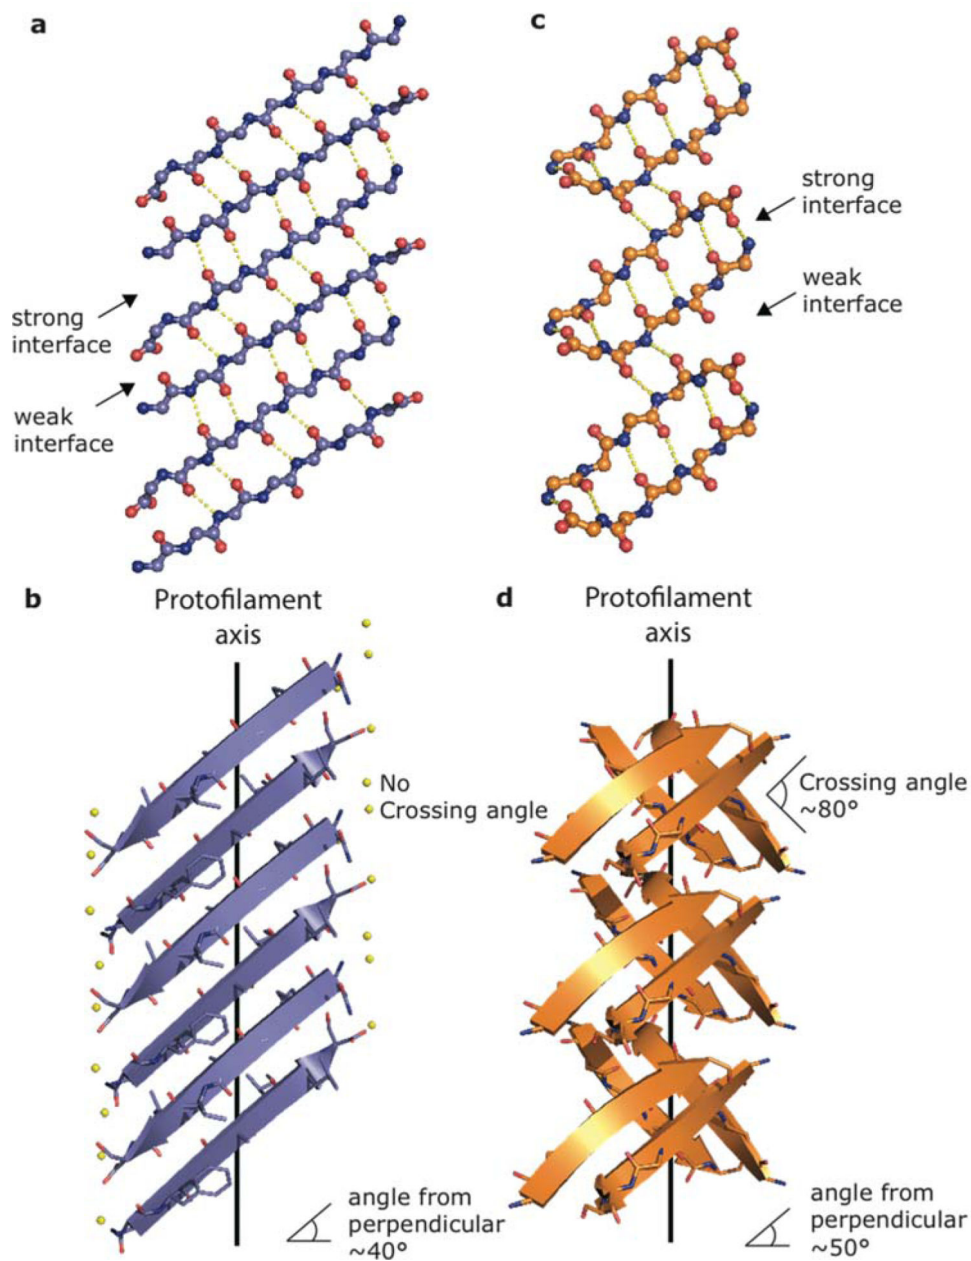 a
strong
interface
weak
interface
c
strong
interface
weak
interface
b
Protofilament
axis
No
Crossing angle
angle from
perpendicular
~40°
d
Protofilament
axis
Crossing angle
~80°
angle from
perpendicular
~50°